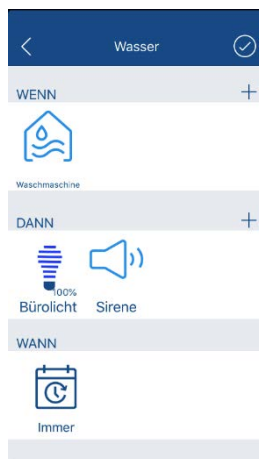 Wasser
WENN
Waschmaschine
DANN
100%
Bürolicht Sirene
WANN
Immer